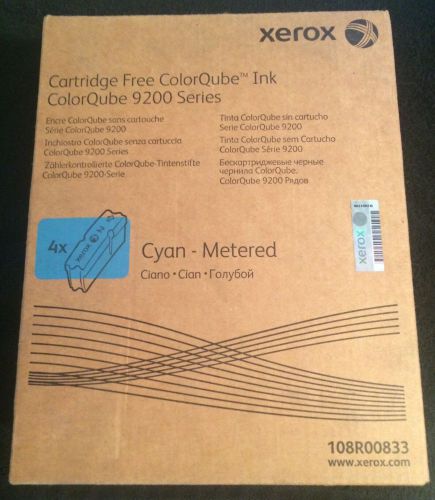 xerox
Cartridge Free ColorQube™ Ink
ColorQube 9200 Series
Encre ColorQube sans cartouche
Série ColorQube 9200
Inchiostro ColorQube senza cartuccia
ColorQube 9200 Series
Zählerkontrollierte ColorQube-Tintenstifte
ColorQube 9200-Serie
Tinta ColorQube sin cartucho
Serie ColorQube 9200
Tinta ColorQube sem Cartucho
ColorQube Série 9200
Бескартриджевые черные
чернила ColorQube.
ColorQube 9200 Рядов
xerox
4x
xerox
Cyan - Metered
Ciano • Cian • Голубой
108R00833
www.xerox.com